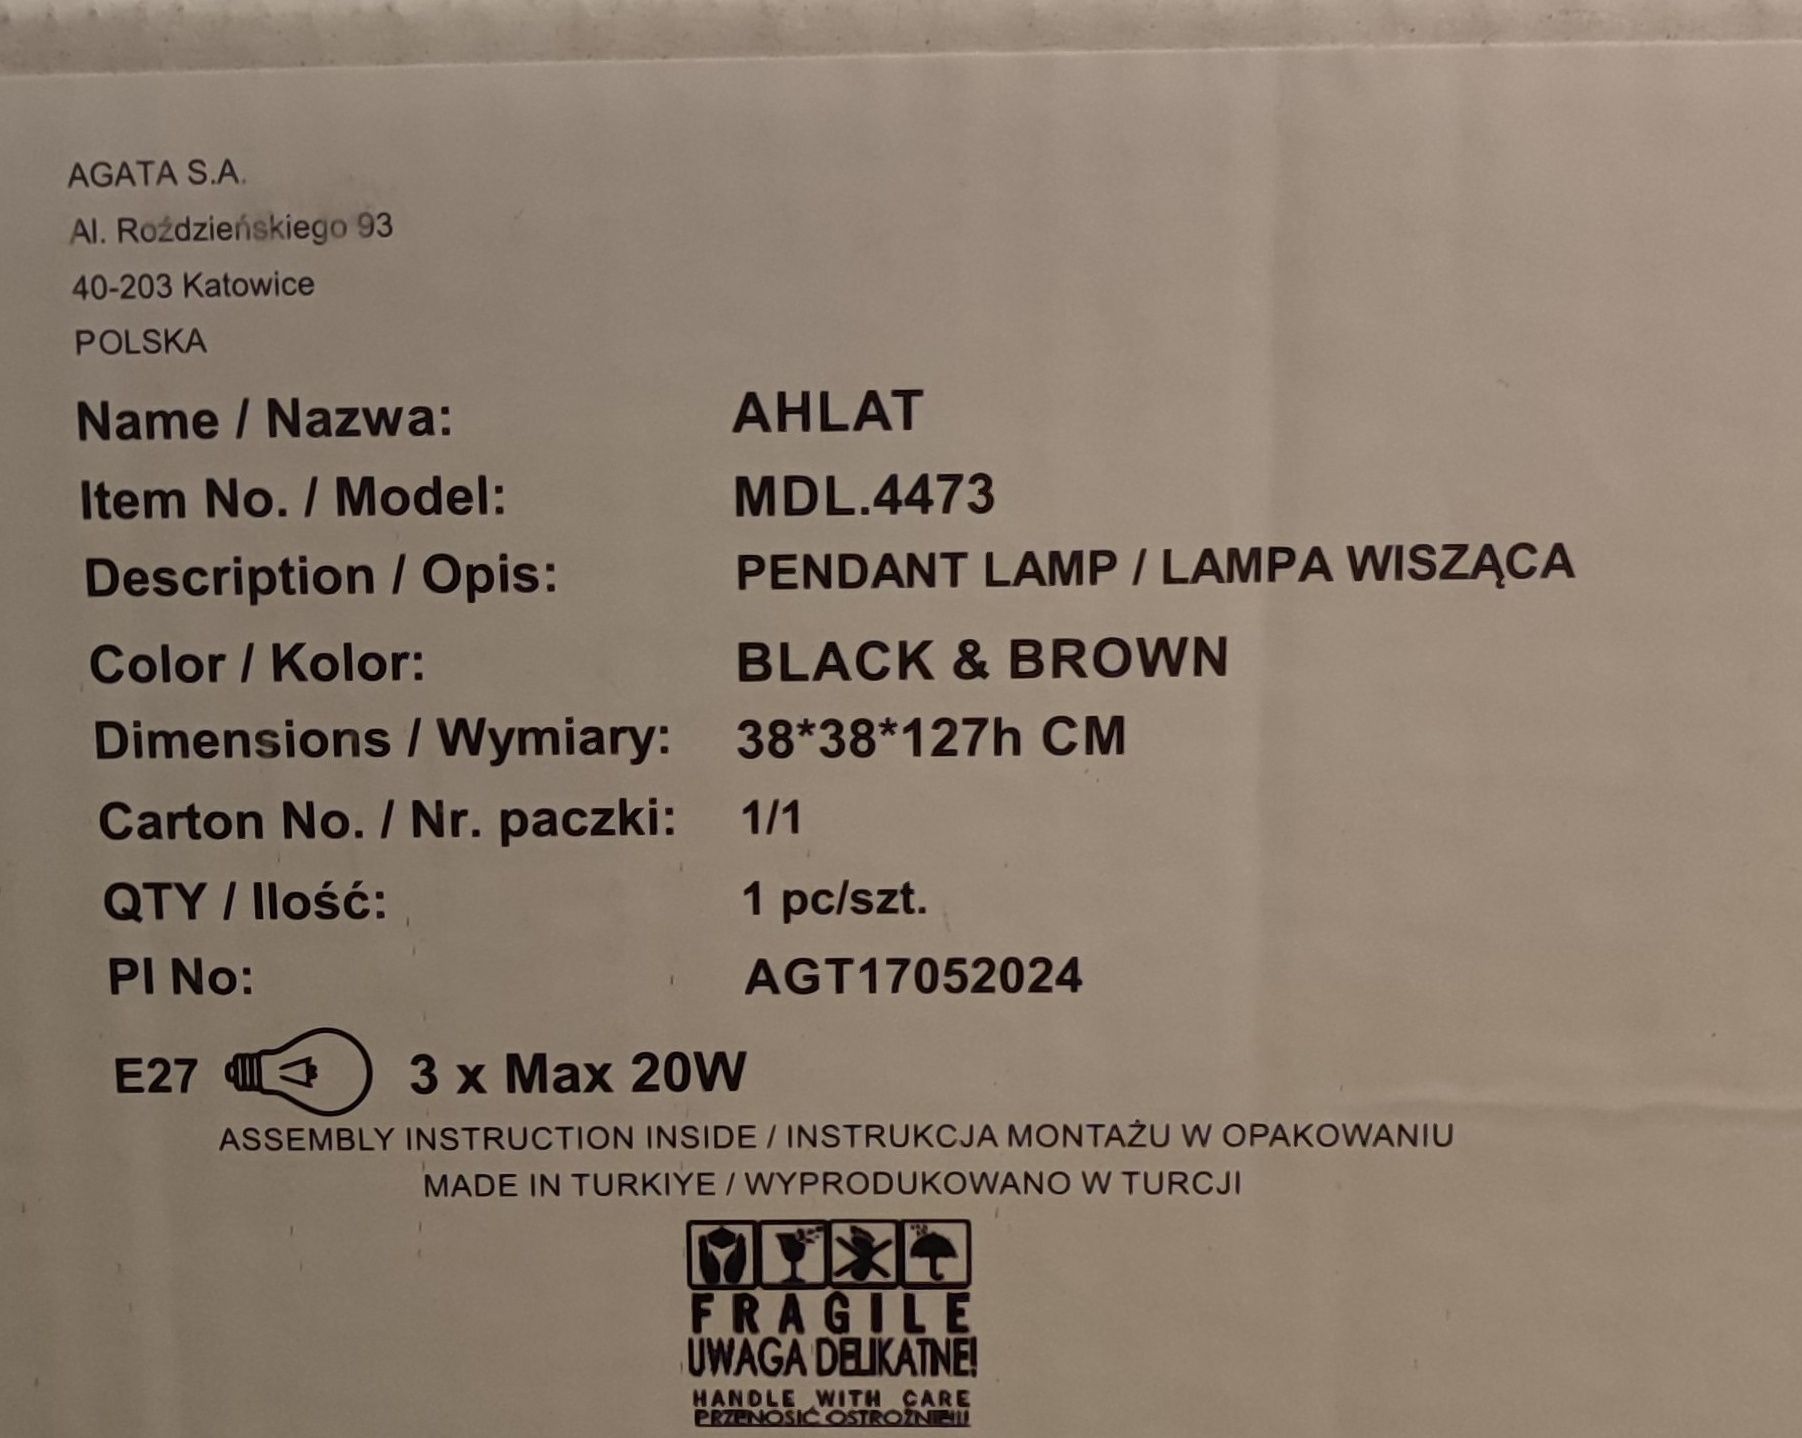 AGATA S.A.
Al. Roździeńskiego 93
40-203 Katowice
POLSKA
Name / Nazwa: AHLAT
Item No. / Model: MDL.4473
Description / Opis: PENDANT LAMP / LAMPA WISZĄCA
Color / Kolor: BLACK & BROWN
Dimensions / Wymiary: 38*38*127h CM
Carton No. / Nr. paczki: 1/1
QTY / Ilość: 1 pc/szt.
PI No: AGT17052024
E27 3 x Max 20W
ASSEMBLY INSTRUCTION INSIDE / INSTRUKCJA MONTAŻU W OPAKOWANIU
MADE IN TURKIYE / WYPRODUKOWANO W TURCJI
FRAGILE
UWAGA DELIKATNE!
HANDLE WITH CARE
PRZENOSIĆ OSTROŻNIE!!!